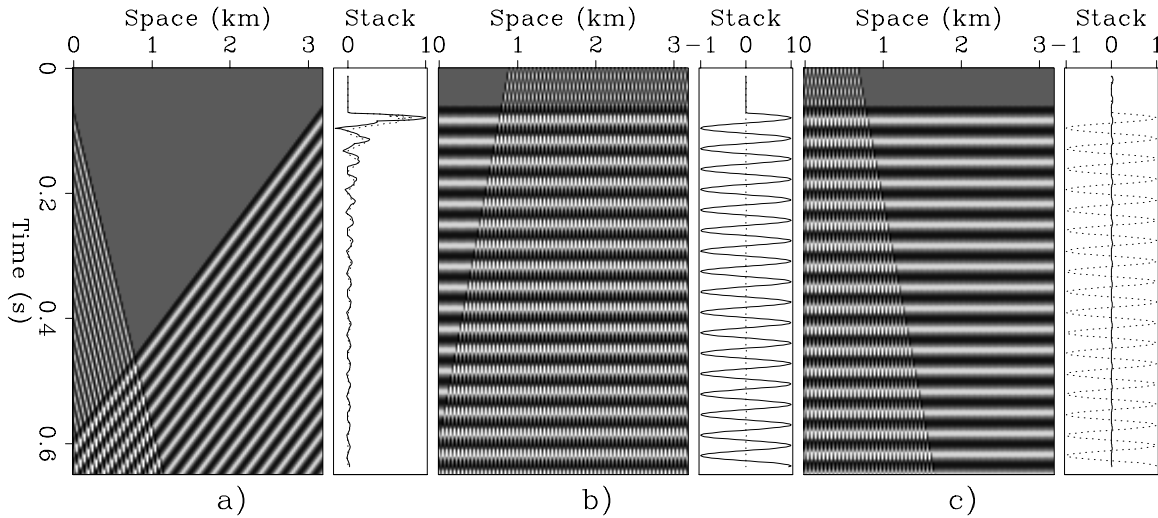 Space (km) Stack Space (km) Stack Space (km) Stack
0 1 2 3 0 10 1 2 3 −1 0 10 1 2 3 −1 0 1
0
0.2
0.4
0.6
Time (s)
a) b) c)